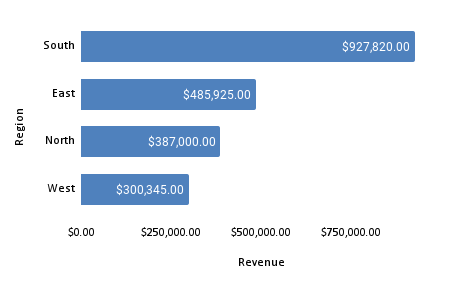 South
$927,820.00
East
$485,925.00
North
$387,000.00
West
$300,345.00
Region
$0.00 $250,000.00 $500,000.00 $750,000.00
Revenue